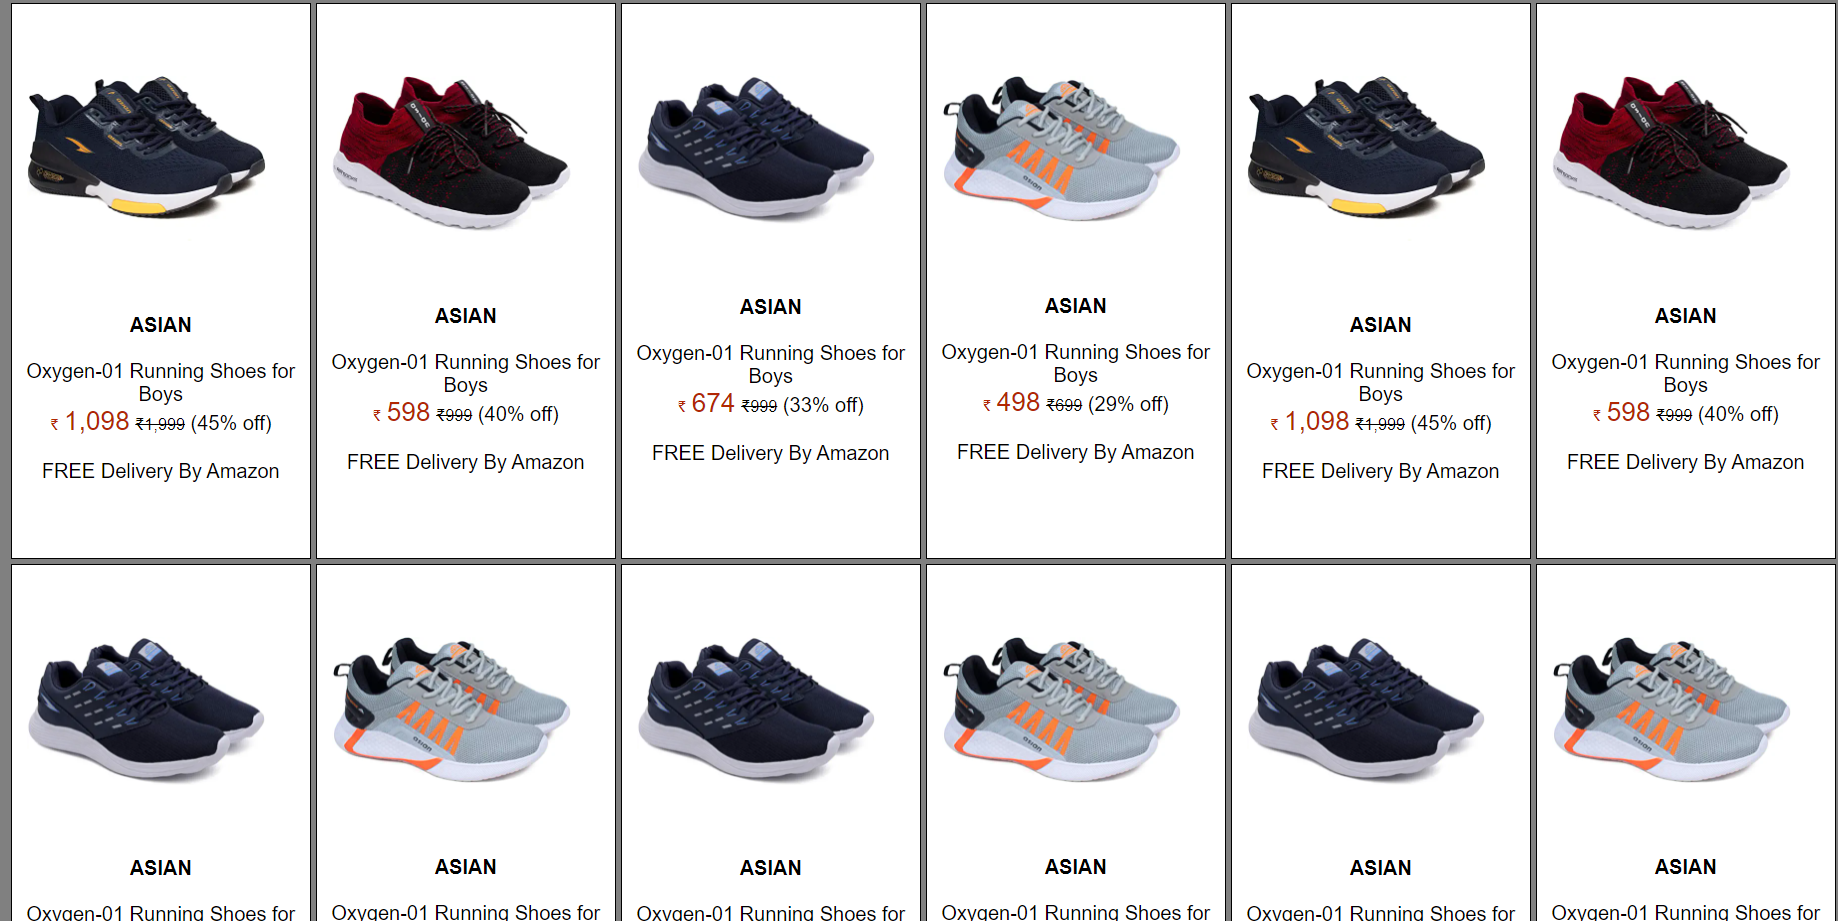 ASIAN
Oxygen-01 Running Shoes for
Boys
₹ 1,098 ₹1,999 (45% off)
FREE Delivery By Amazon
ASIAN
Oxygen-01 Running Shoes for
Boys
₹ 598 ₹999 (40% off)
FREE Delivery By Amazon
ASIAN
Oxygen-01 Running Shoes for
Boys
₹ 674 ₹999 (33% off)
FREE Delivery By Amazon
asian
ASIAN
Oxygen-01 Running Shoes for
Boys
₹ 498 ₹699 (29% off)
FREE Delivery By Amazon
ASIAN
Oxygen-01 Running Shoes for
Boys
₹ 1,098 ₹1,999 (45% off)
FREE Delivery By Amazon
ASIAN
Oxygen-01 Running Shoes for
Boys
₹ 598 ₹999 (40% off)
FREE Delivery By Amazon
ASIAN
Oxygen-01 Running Shoes for
asian
ASIAN
Oxygen-01 Running Shoes for
ASIAN
Oxygen-01 Running Shoes for
asian
ASIAN
Oxygen-01 Running Shoes for
ASIAN
Oxygen-01 Running Shoes for
asian
ASIAN
Oxygen-01 Running Shoes for